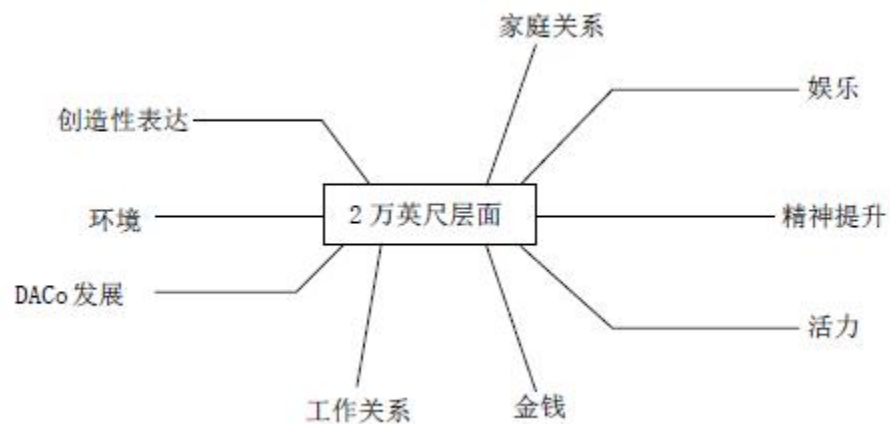 家庭关系
娱乐
创造性表达
2 万英尺层面
环境
精神提升
DACo 发展
活力
工作关系
金钱